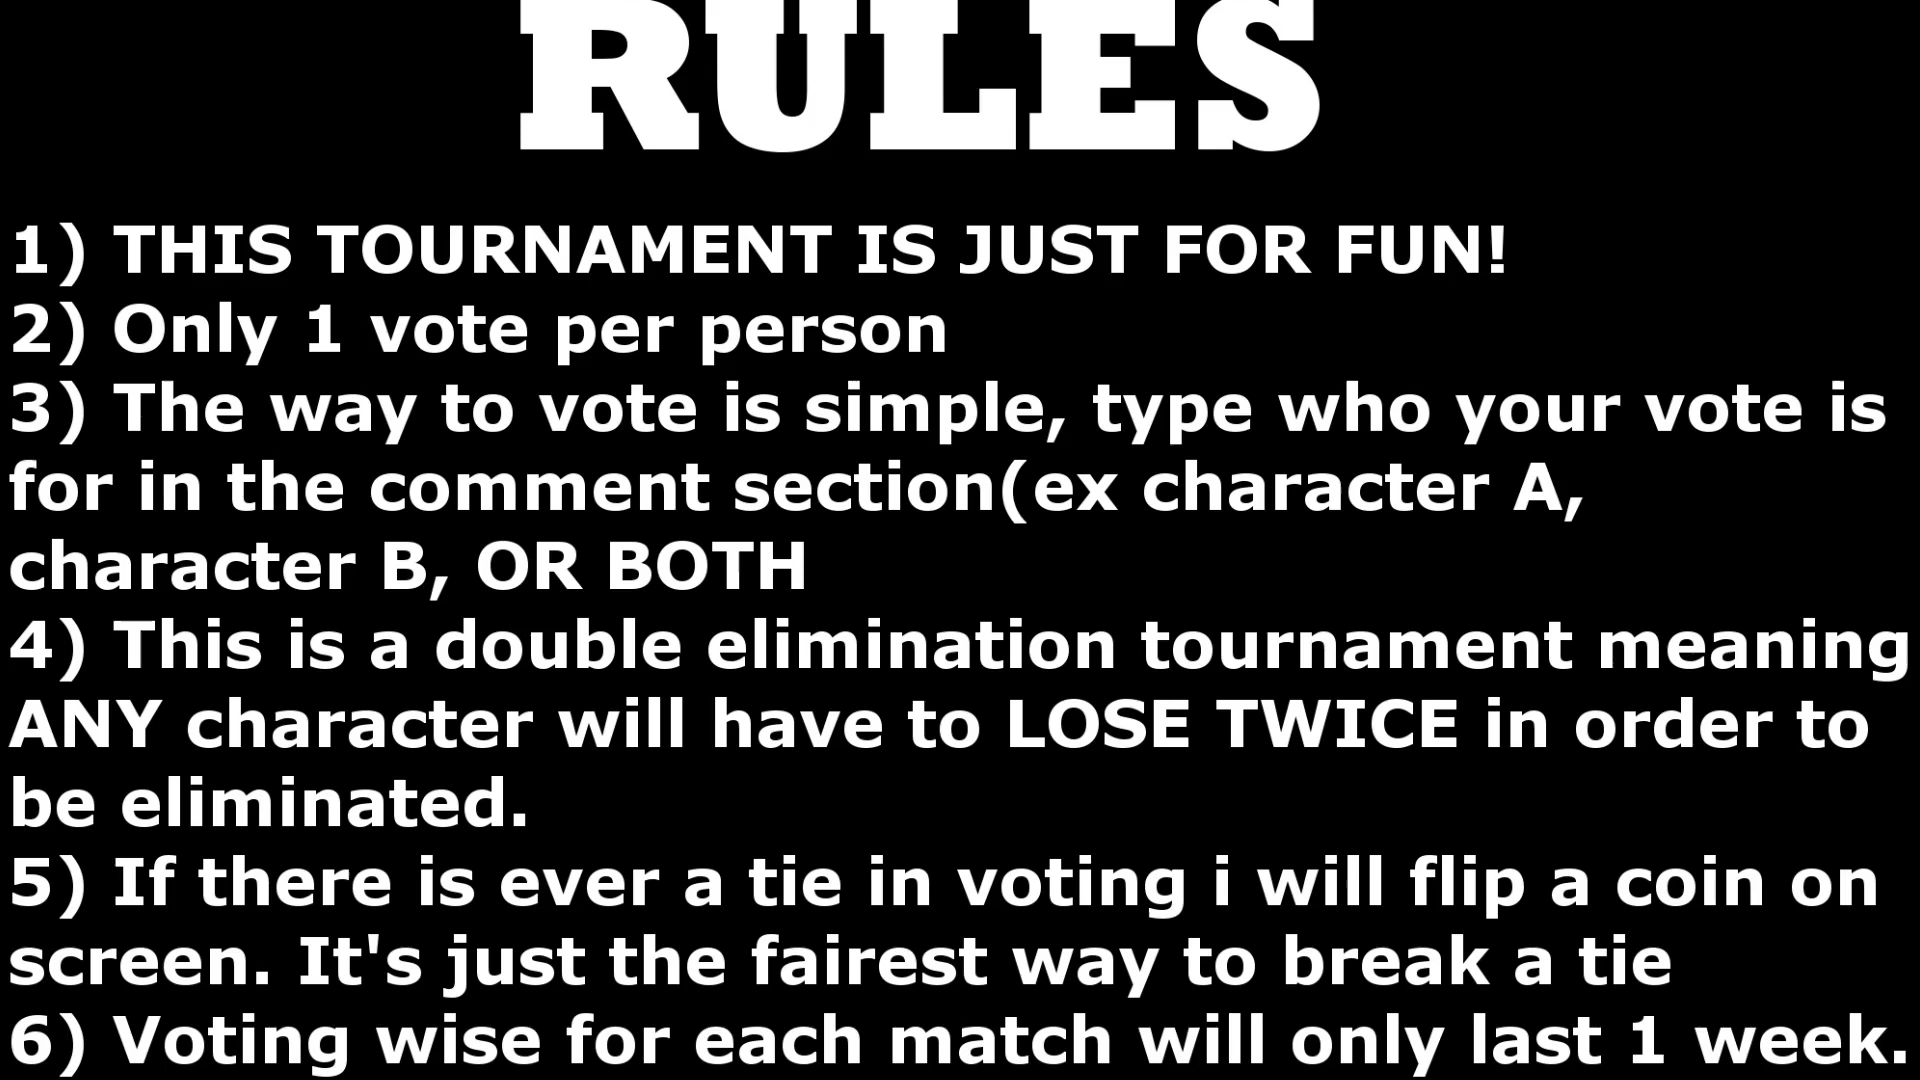 RULES
1) THIS TOURNAMENT IS JUST FOR FUN!
2) Only 1 vote per person
3) The way to vote is simple, type who your vote is
for in the comment section(ex character A,
character B, OR BOTH
4) This is a double elimination tournament meaning
ANY character will have to LOSE TWICE in order to
be eliminated.
5) If there is ever a tie in voting i will flip a coin on
screen. It's just the fairest way to break a tie
6) Voting wise for each match will only last 1 week.